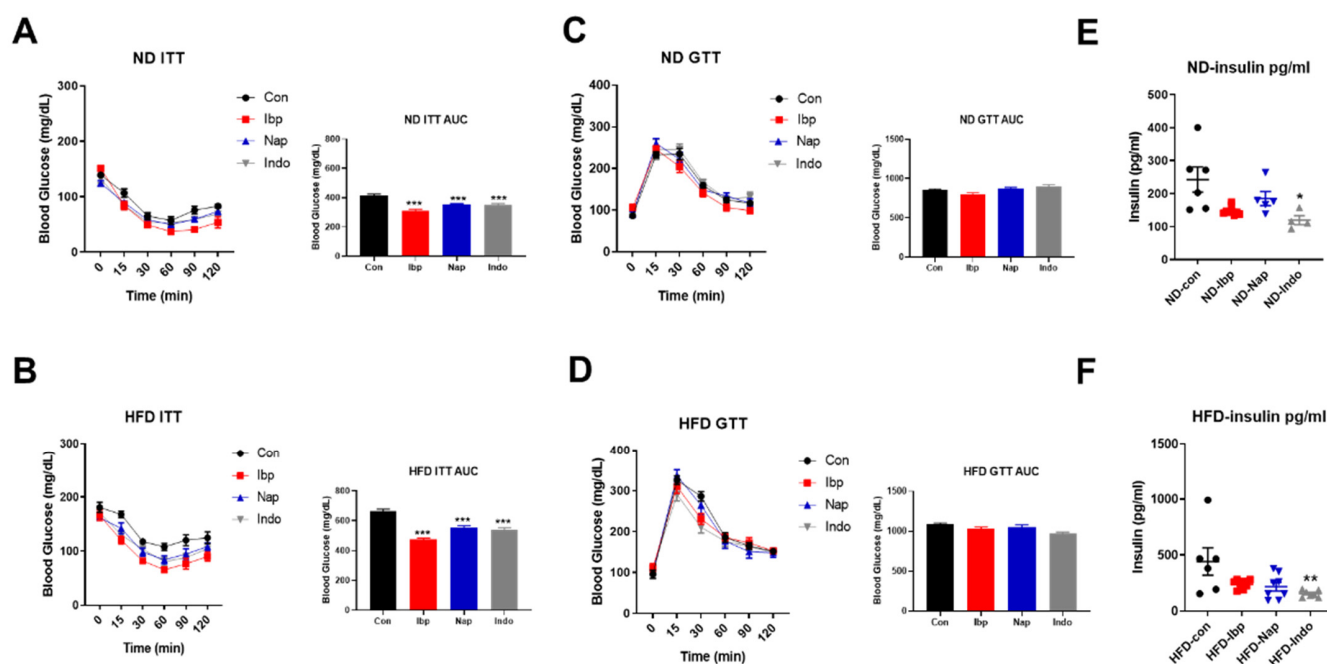 A
ND ITT
300
200
100
0
Blood Glucose (mg/dL)
0 15 30 60 90 120
Time (min)
Con
Ibp
Nap
Indo
ND ITT AUC
800
600
400
200
0
Blood Glucose (mg/dL)
*** *** ***
Con Ibp Nap Indo
C
ND GTT
400
300
200
100
0
Blood Glucose (mg/dL)
0 15 30 60 90 120
Time (min)
Con
Ibp
Nap
Indo
ND GTT AUC
1500
1000
500
0
Blood Glucose (mg/dL)
Con Ibp Nap Indo
E
ND-insulin pg/ml
500
400
300
200
100
0
Insulin (pg/ml)
*
ND-con ND-Ibp ND-Nap ND-Indo
B
HFD ITT
300
200
100
0
Blood Glucose (mg/dL)
0 15 30 60 90 120
Time (min)
Con
Ibp
Nap
Indo
HFD ITT AUC
800
600
400
200
0
Blood Glucose (mg/dL)
*** *** ***
Con Ibp Nap Indo
D
HFD GTT
400
300
200
100
0
Blood Glucose (mg/dL)
0 15 30 60 90 120
Time (min)
Con
Ibp
Nap
Indo
HFD GTT AUC
1500
1000
500
0
Blood Glucose (mg/dL)
Con Ibp Nap Indo
F
HFD-insulin pg/ml
1500
1000
500
0
Insulin (pg/ml)
**
HFD-con HFD-Ibp HFD-Nap HFD-Indo